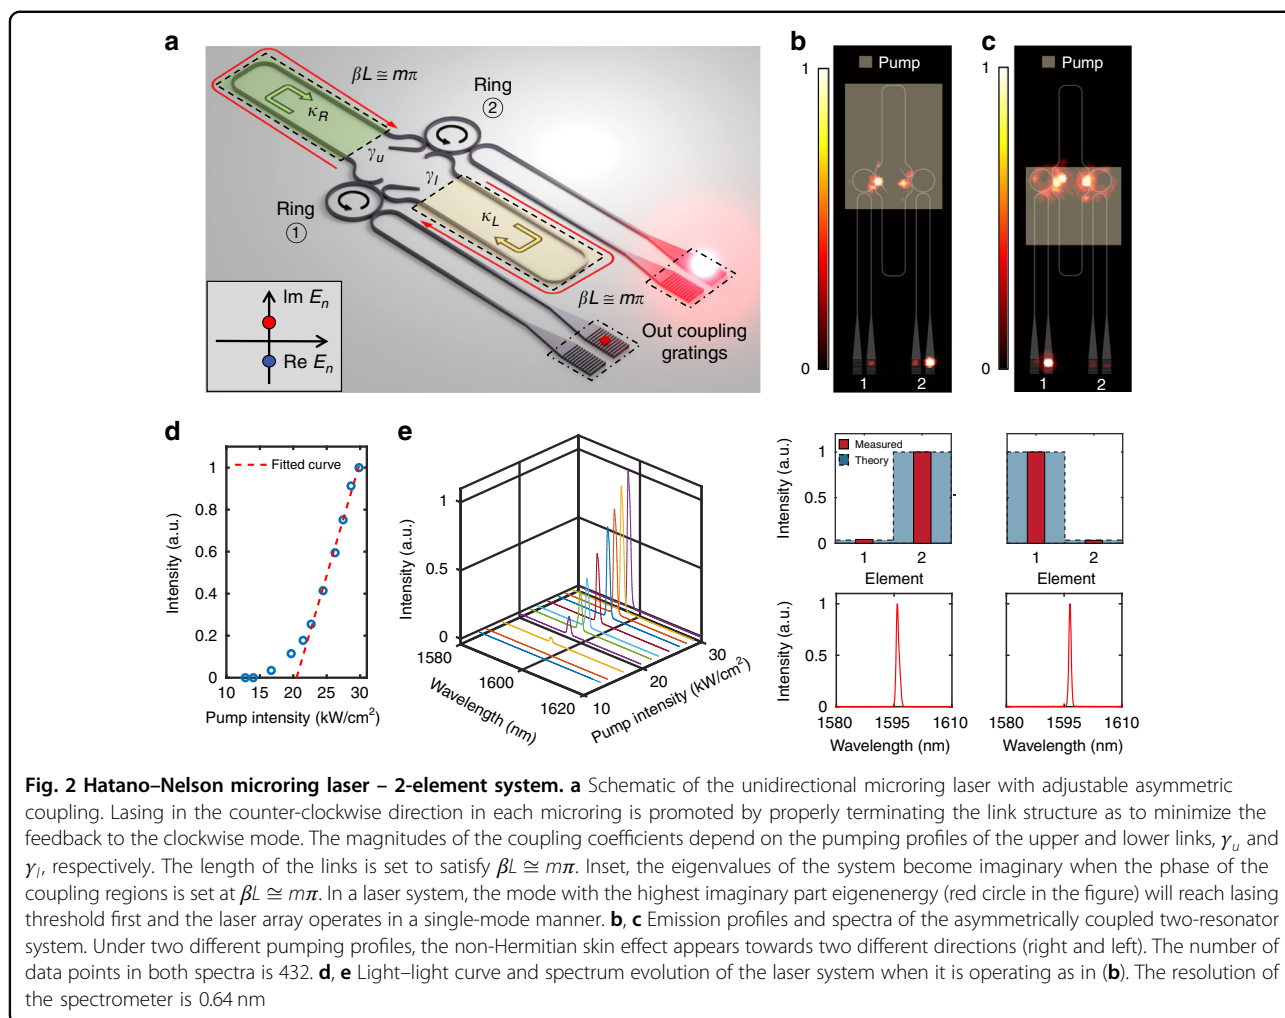 a
βL ≅ mπ
κR
Ring
②
γu
γl
Ring
①
κL
βL ≅ mπ
Im En
Re En
Out coupling
gratings
b
1
Pump
0
1
2
c
1
Pump
0
1
2
d
Fitted curve
1
0.8
0.6
0.4
0.2
0
10
15
20
25
30
Intensity (a.u.)
Pump intensity (kW/cm²)
e
1
0.5
0
Intensity (a.u.)
1580
1600
1620
Wavelength (nm)
10
20
30
Pump intensity (kW/cm²)
Measured
Theory
1
0.5
0
Intensity (a.u.)
1
2
Element
1
0.5
0
1
2
Element
1
0.5
0
Intensity (a.u.)
1580
1595
1610
Wavelength (nm)
1
0.5
0
1580
1595
1610
Wavelength (nm)
Fig. 2 Hatano–Nelson microring laser – 2-element system. a Schematic of the unidirectional microring laser with adjustable asymmetric
coupling. Lasing in the counter-clockwise direction in each microring is promoted by properly terminating the link structure as to minimize the
feedback to the clockwise mode. The magnitudes of the coupling coefficients depend on the pumping profiles of the upper and lower links, γu and
γl, respectively. The length of the links is set to satisfy βL ≅ mπ. Inset, the eigenvalues of the system become imaginary when the phase of the
coupling regions is set at βL ≅ mπ. In a laser system, the mode with the highest imaginary part eigenenergy (red circle in the figure) will reach lasing
threshold first and the laser array operates in a single-mode manner. b, c Emission profiles and spectra of the asymmetrically coupled two-resonator
system. Under two different pumping profiles, the non-Hermitian skin effect appears towards two different directions (right and left). The number of
data points in both spectra is 432. d, e Light–light curve and spectrum evolution of the laser system when it is operating as in (b). The resolution of
the spectrometer is 0.64 nm